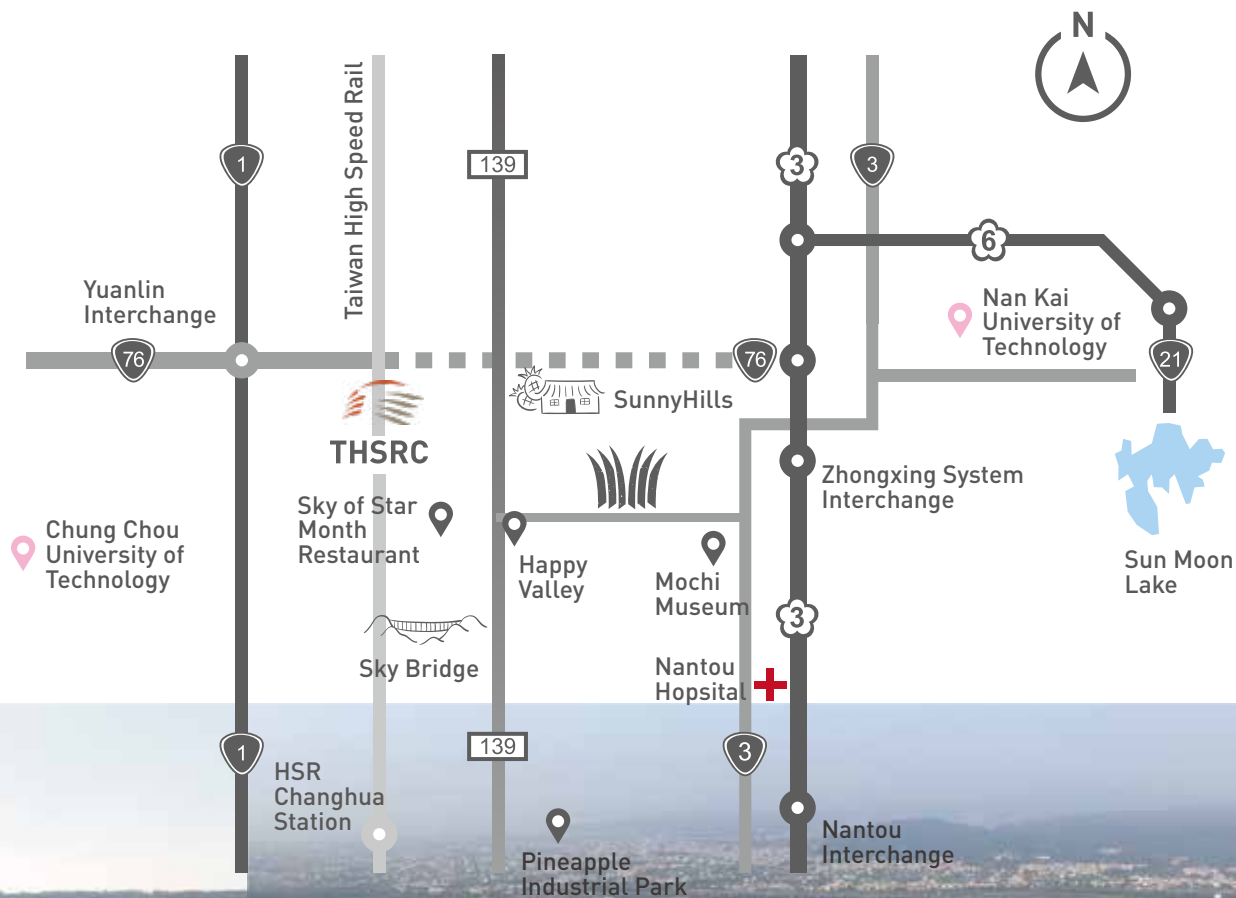 N
1
Taiwan High Speed Rail
139
3
3
6
Yuanlin
Interchange
Nan Kai
University of
Technology
76
76
21
SunnyHills
THSRC
Zhongxing System
Interchange
Sky of Star
Month
Restaurant
Chung Chou
University of
Technology
Happy
Valley
Mochi
Museum
Sun Moon
Lake
3
Sky Bridge
Nantou
Hopsital
1
139
3
HSR
Changhua
Station
Nantou
Interchange
Pineapple
Industrial Park